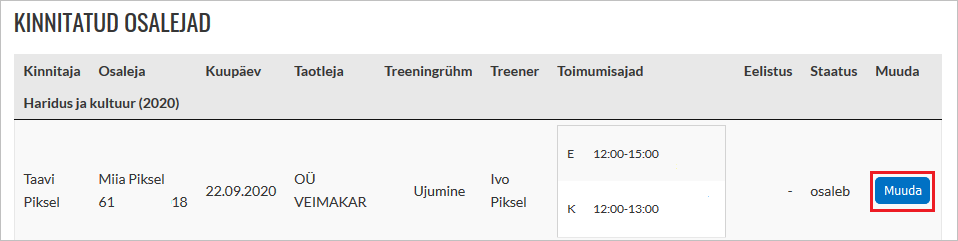 KINNITATUD OSALEJAD
Kinnitaja Osaleja Kuupäev Taotleja Treeningrühm Treener Toimumisajad Eelistus Staatus Muuda
Haridus ja kultuur (2020)
Taavi Piksel
Miia Piksel
61 18
22.09.2020
OÜ
VEIMAKAR
Ujumine
Ivo
Piksel
E 12:00-15:00
K 12:00-13:00
-
osaleb
Muuda